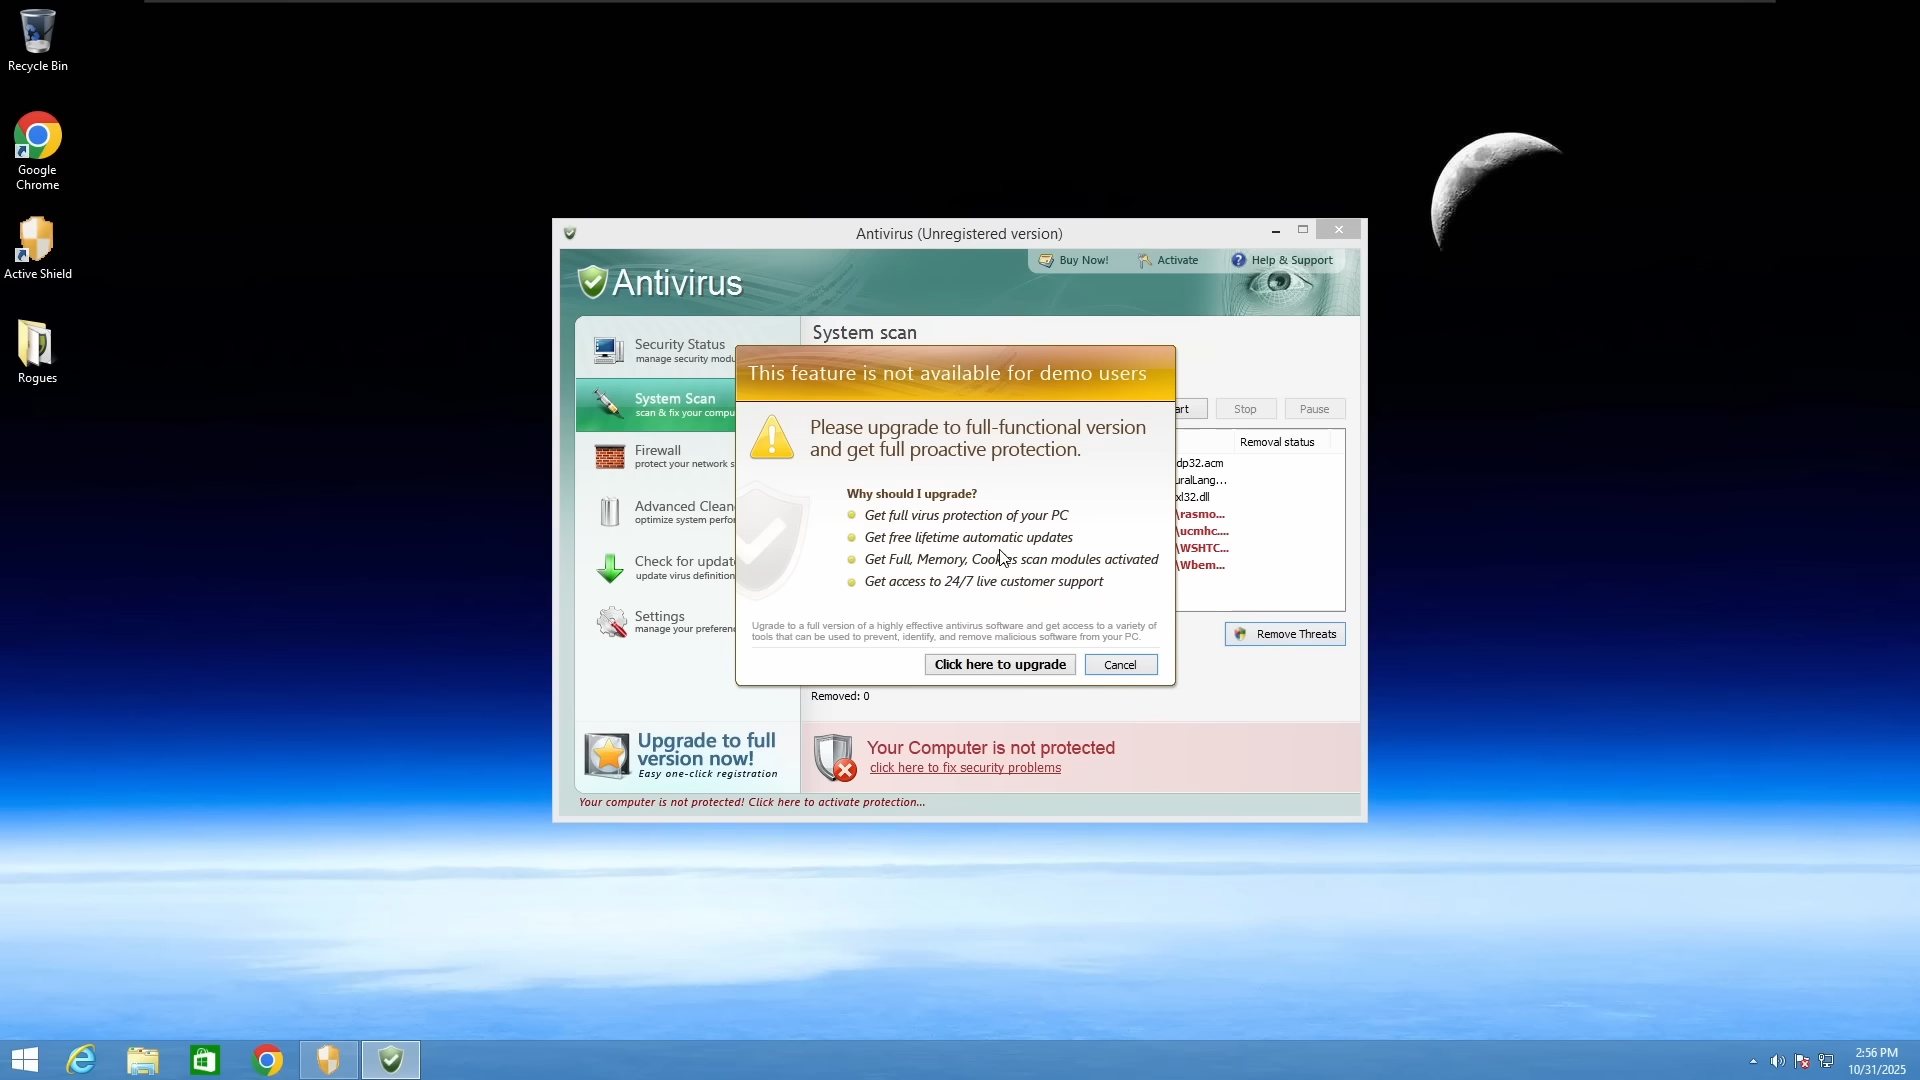 Recycle Bin
Google
Chrome
Active Shield
Rogues
Antivirus (Unregistered version)
Buy Now!
Activate
Help & Support
Antivirus
Security Status
manage security modu
System Scan
scan & fix your compu
Firewall
protect your network s
Advanced Clean
optimize system perfor
Check for updat
update virus definition
Settings
manage your preferen
Upgrade to full
version now!
Easy one-click registration
System scan
art
Stop
Pause
Removal status
dp32.acm
uralLang...
xl32.dll
\rasmo...
\ucmhc....
\WSHTC...
\Wbem...
Remove Threats
This feature is not available for demo users
Please upgrade to full-functional version
and get full proactive protection.
Why should I upgrade?
Get full virus protection of your PC
Get free lifetime automatic updates
Get Full, Memory, Cookies scan modules activated
Get access to 24/7 live customer support
Ugrade to a full version of a highly effective antivirus software and get access to a variety of
tools that can be used to prevent, identify, and remove malicious software from your PC.
Click here to upgrade
Cancel
Removed: 0
Your Computer is not protected
click here to fix security problems
Your computer is not protected! Click here to activate protection...
2:56 PM
10/31/2025